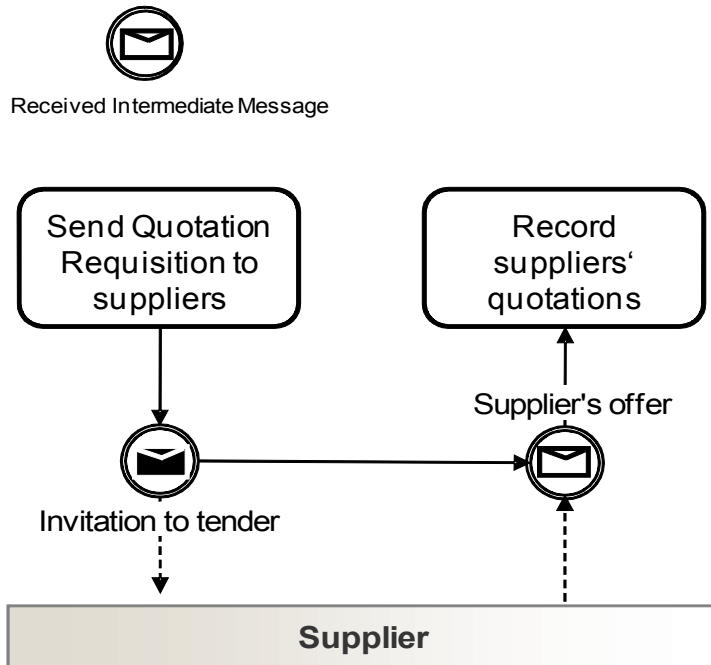 Received Intermediate Message
Send Quotation
Requisition to
suppliers
Record
suppliers‘
quotations
Supplier's offer
Invitation to tender
Supplier